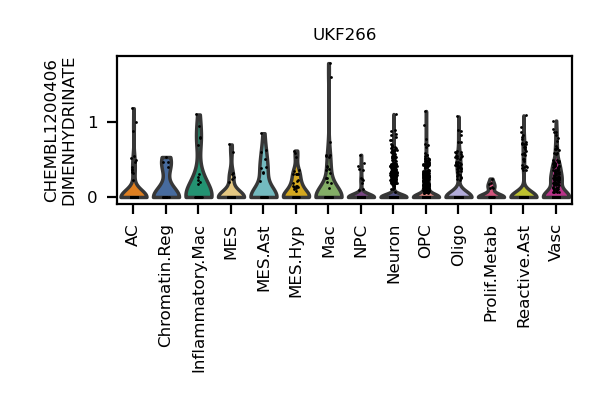 UKF266
CHEMBL1200406
DIMENHYDRINATE
1
0
AC
Chromatin.Reg
Inflammatory.Mac
MES
MES.Ast
MES.Hyp
Mac
NPC
Neuron
OPC
Oligo
Prolif.Metab
Reactive.Ast
Vasc